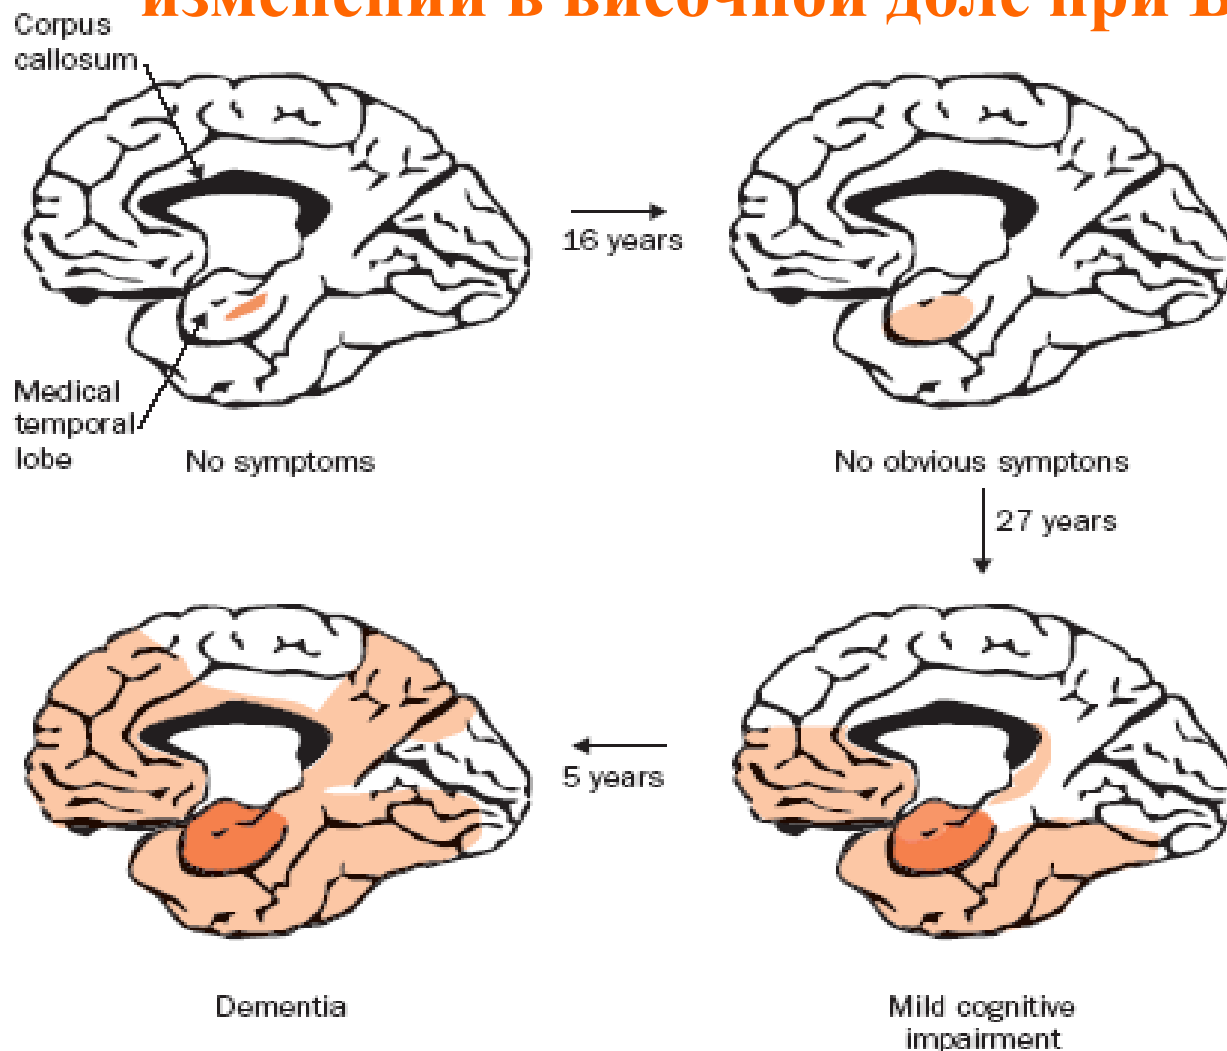 изменений в височной доле при Б
Corpus
callosum
16 years
Medical
temporal
lobe
No symptoms
No obvious symptons
27 years
5 years
Dementia
Mild cognitive
impairment